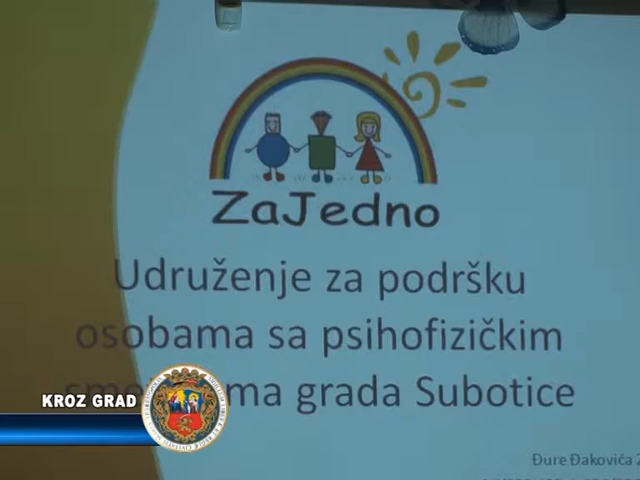 ZaJedno
Udruženje za podršku
osobama sa psihofizičkim
grada Subotice
KROZ GRAD
Đure Đakovića